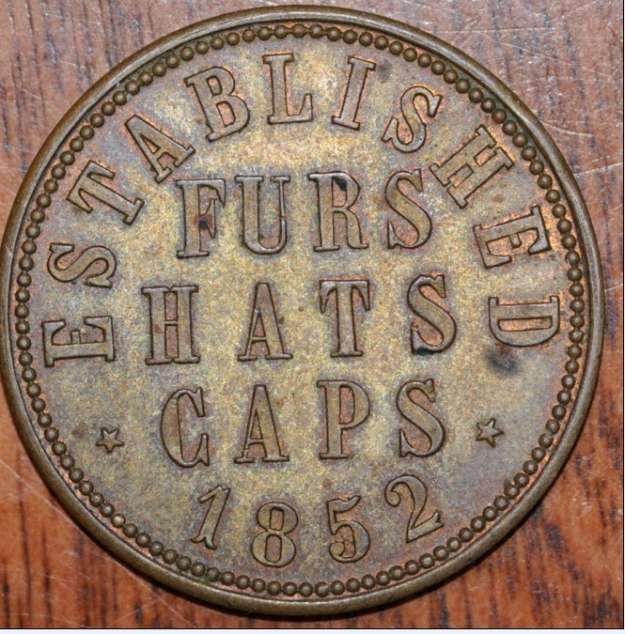 ESTABLISHED
FURS
HATS
CAPS
1852